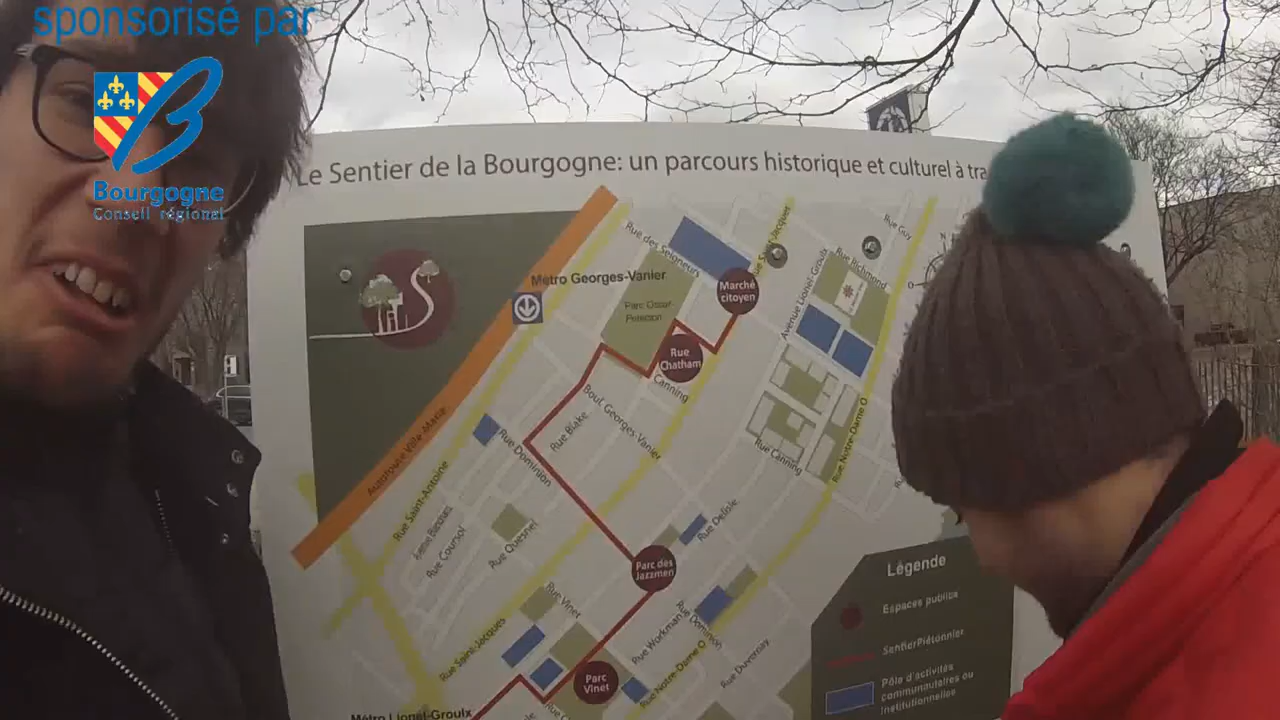 sponsorisé par
Bourgogne
Conseil régional
Le Sentier de la Bourgogne: un parcours historique et culturel à tra
Rue des Seigneurs
Rue Saint-Jacques
Rue Guy
Métro Georges-Vanier
Marché
citoyen
Avenue Lionel-Groulx
Rue Richmond
Parc Oscar-
Peterson
Rue
Chatham
Canning
Boul. Georges-Vanier
Rue Blake
Autoroute Ville-Marie
Rue Dominion
Rue Canning
Rue Notre-Dame O
Rue Saint-Antoine
Rue Coursol
Rue Quesnel
Rue Delisle
Parc des
Jazzmen
Légende
Espaces publics
Sentier Piétonnier
Pôle d'activités
communautaires ou
institutionnelles
Rue Vinet
Rue Workman
Rue Dominion
Rue Saint-Jacques
Rue Duvernay
Rue Notre-Dame O
Parc
Vinet
Métro Lionel-Groulx